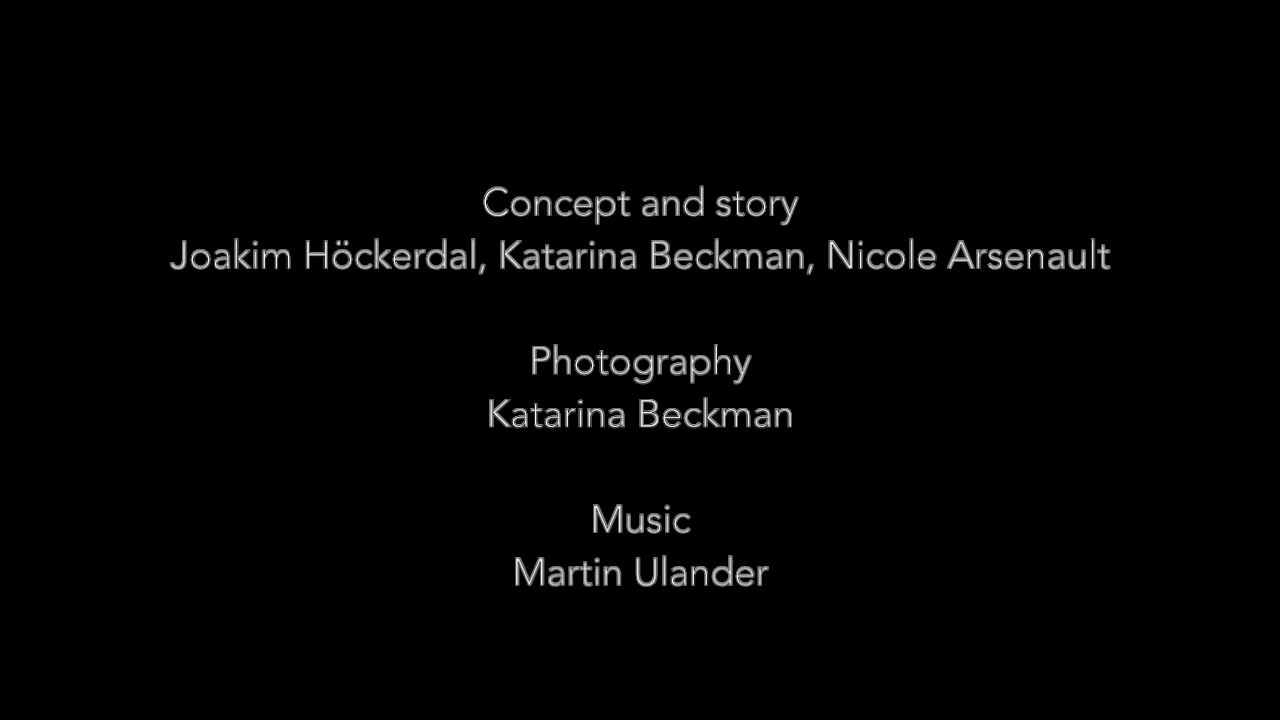 Concept and story
Joakim Höckerdal, Katarina Beckman, Nicole Arsenault
Photography
Katarina Beckman
Music
Martin Ulander